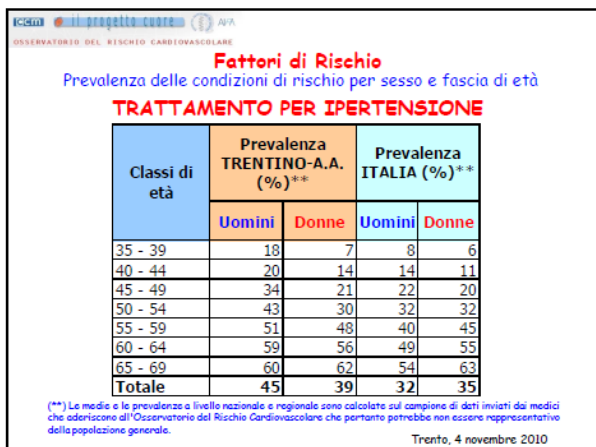 ccm il progetto cuore AFA
OSSERVATORIO DEL RISCHIO CARDIOVASCOLARE
Fattori di Rischio
Prevalenza delle condizioni di rischio per sesso e fascia di età
TRATTAMENTO PER IPERTENSIONE
Classi di età Prevalenza TRENTINO-A.A. (%)** Prevalenza ITALIA (%)**
Uomini Donne Uomini Donne
35 - 39 18 7 8 6
40 - 44 20 14 14 11
45 - 49 34 21 22 20
50 - 54 43 30 32 32
55 - 59 51 48 40 45
60 - 64 59 56 49 55
65 - 69 60 62 54 63
Totale 45 39 32 35
(**) Le medie e le prevalenze a livello nazionale e regionale sono calcolate sul campione di dati inviati dai medici
che aderiscono all'Osservatorio del Rischio Cardiovascolare che pertanto potrebbe non essere rappresentativo
della popolazione generale.
Trento, 4 novembre 2010